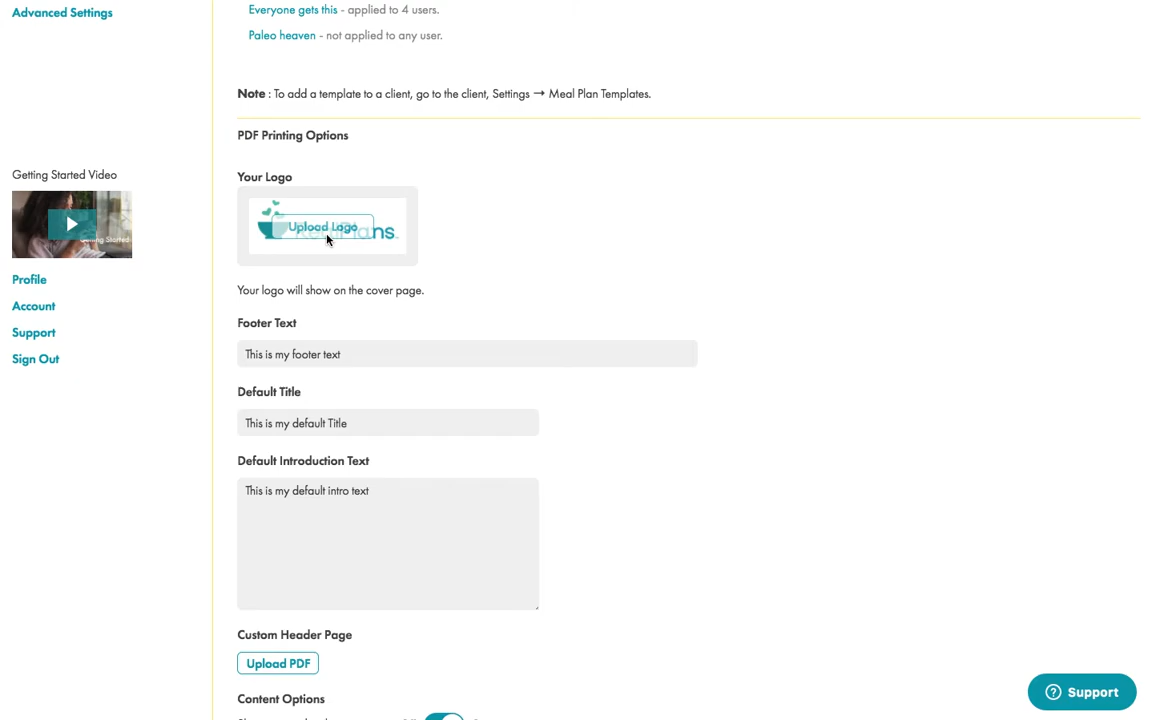 Advanced Settings
Everyone gets this - applied to 4 users.
Paleo heaven - not applied to any user.
Note : To add a template to a client, go to the client, Settings → Meal Plan Templates.
PDF Printing Options
Getting Started Video
Getting Started
Your Logo
Upload Logo
Your logo will show on the cover page.
Profile
Account
Support
Sign Out
Footer Text
This is my footer text
Default Title
This is my default Title
Default Introduction Text
This is my default intro text
Custom Header Page
Upload PDF
Support
Content Options